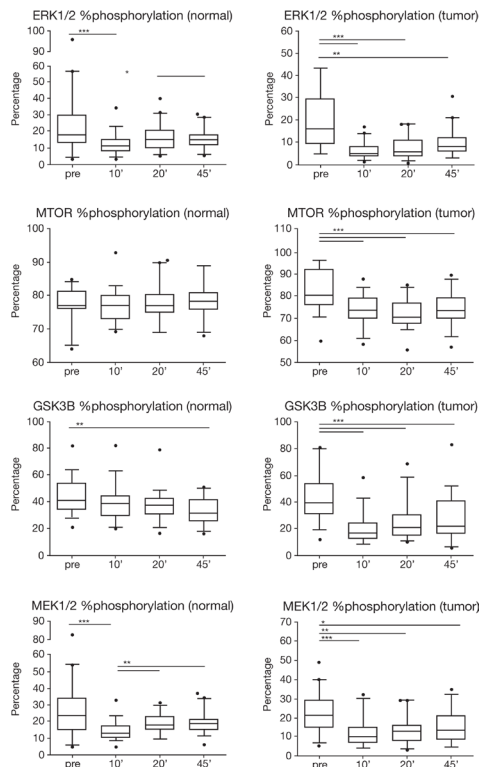 ERK1/2 %phosphorylation (normal)
Percentage
100
90
80
60
50
40
30
20
10
0
***
*
pre 10' 20' 45'
ERK1/2 %phosphorylation (tumor)
Percentage
60
50
40
30
20
10
0
***
**
pre 10' 20' 45'
MTOR %phosphorylation (normal)
Percentage
100
90
80
70
60
pre 10' 20' 45'
MTOR %phosphorylation (tumor)
Percentage
110
100
90
80
70
60
50
***
pre 10' 20' 45'
GSK3B %phosphorylation (normal)
Percentage
100
80
60
40
20
0
**
pre 10' 20' 45'
GSK3B %phosphorylation (tumor)
Percentage
100
80
60
40
20
0
***
pre 10' 20' 45'
MEK1/2 %phosphorylation (normal)
Percentage
90
80
60
50
40
30
20
10
0
***
**
pre 10' 20' 45'
MEK1/2 %phosphorylation (tumor)
Percentage
70
60
50
40
30
20
10
0
*
**
***
pre 10' 20' 45'